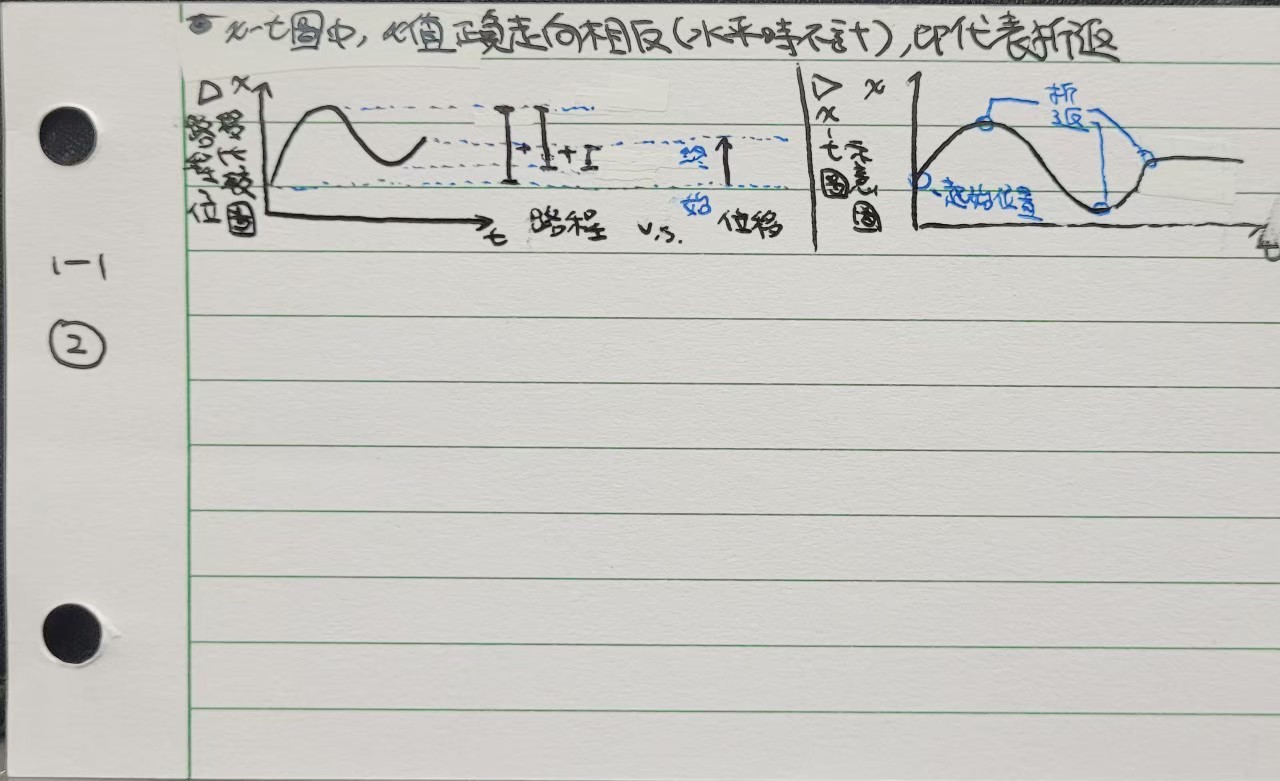 x-t圖中,x值正負走向相反(水平時不計),即代表折返
▷路程與位移
比較圖
x
t
+
+
路程 v.s. 位移
終
始
▷x-t
示意圖
x
折返
起始位置
t
1-1
②